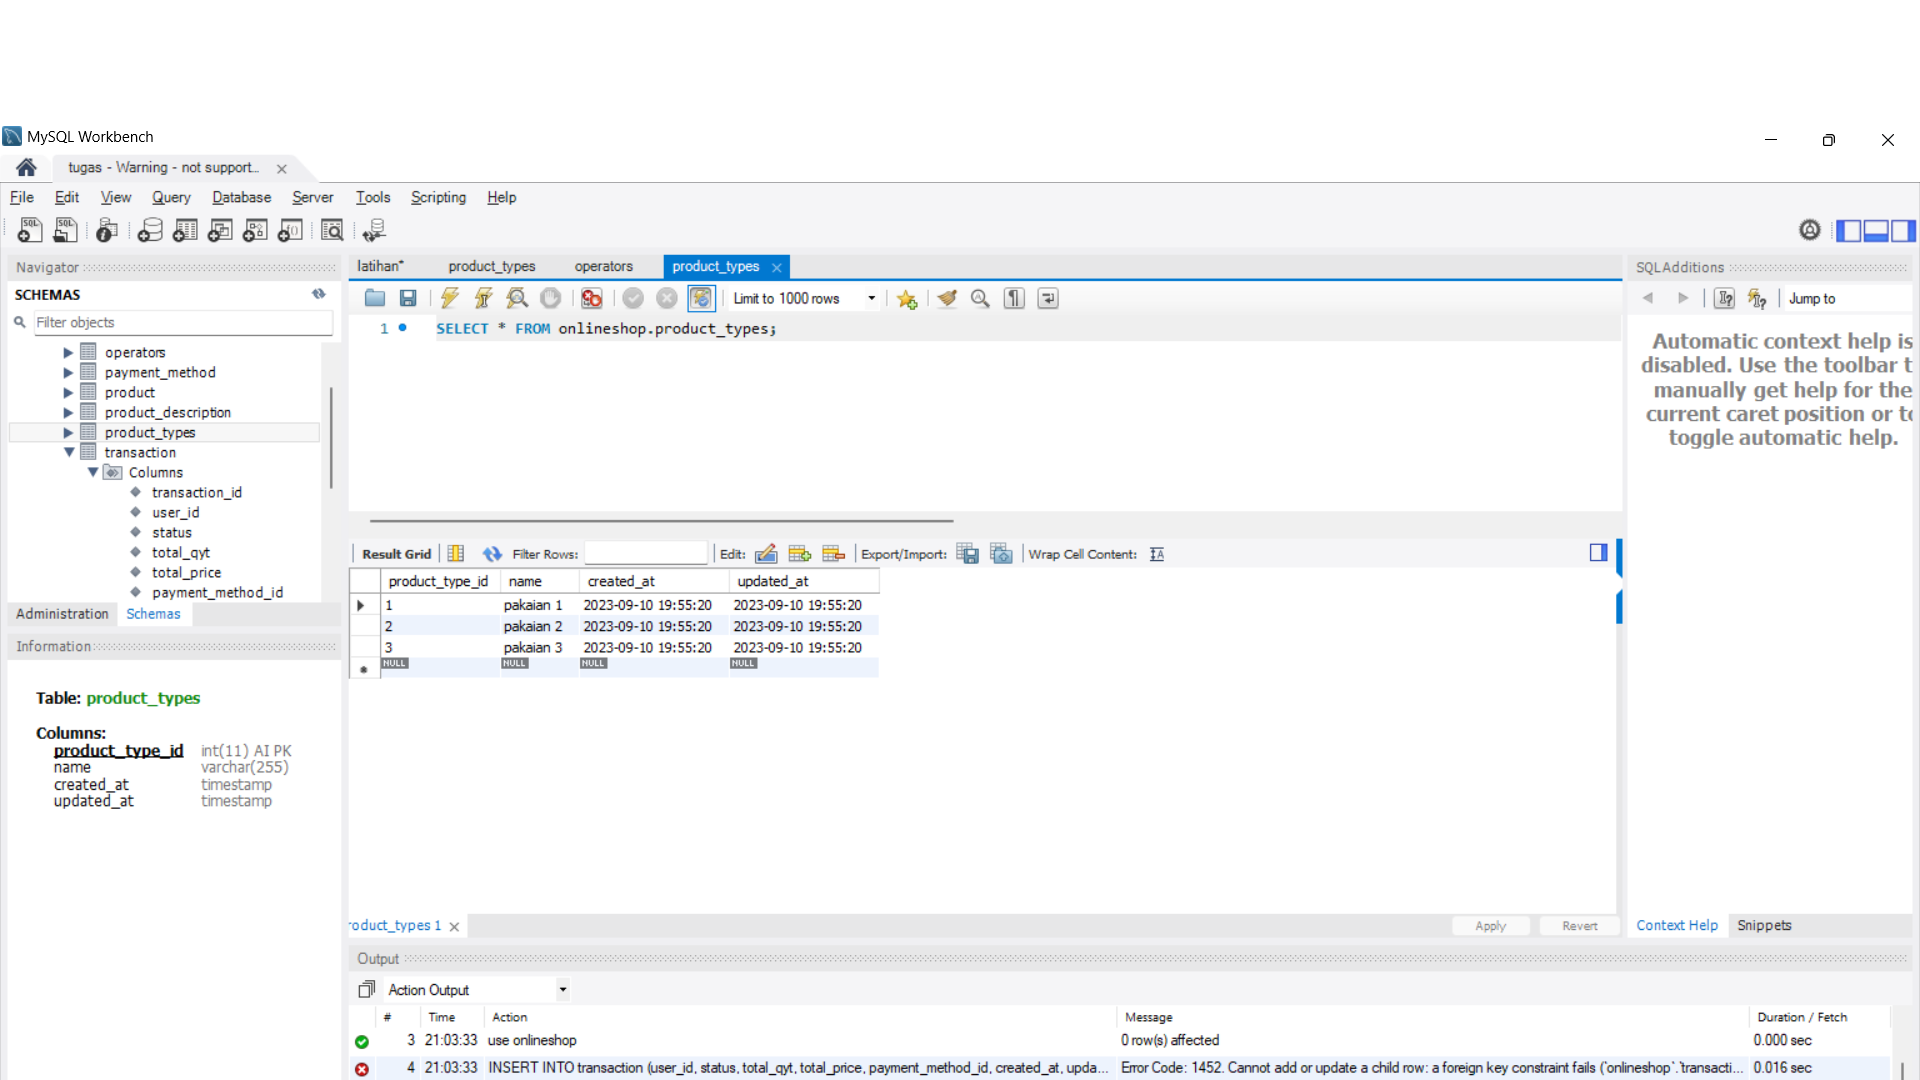 MySQL Workbench
tugas - Warning - not support...
File Edit View Query Database Server Tools Scripting Help
Navigator
SCHEMAS
Filter objects
operators
payment_method
product
product_description
product_types
transaction
Columns
transaction_id
user_id
status
total_qyt
total_price
payment_method_id
Administration Schemas
Information
Table: product_types
Columns:
product_type_id int(11) AI PK
name varchar(255)
created_at timestamp
updated_at timestamp
latihan* product_types operators product_types
Limit to 1000 rows
1 SELECT * FROM onlineshop.product_types;
Result Grid Filter Rows: Edit: Export/Import: Wrap Cell Content:
product_type_id name created_at updated_at
1 pakaian 1 2023-09-10 19:55:20 2023-09-10 19:55:20
2 pakaian 2 2023-09-10 19:55:20 2023-09-10 19:55:20
3 pakaian 3 2023-09-10 19:55:20 2023-09-10 19:55:20
NULL NULL NULL NULL
roduct_types 1
Apply Revert
SQLAdditions
Jump to
Automatic context help is
disabled. Use the toolbar t
manually get help for the
current caret position or to
toggle automatic help.
Context Help Snippets
Output
Action Output
# Time Action Message Duration / Fetch
3 21:03:33 use onlineshop 0 row(s) affected 0.000 sec
4 21:03:33 INSERT INTO transaction (user_id, status, total_qyt, total_price, payment_method_id, created_at, upda... Error Code: 1452. Cannot add or update a child row: a foreign key constraint fails (`onlineshop`.`transacti... 0.016 sec